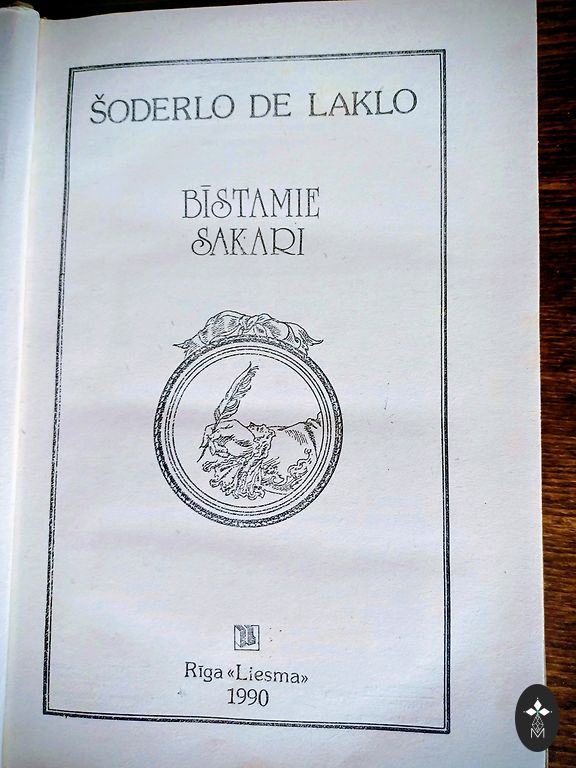 ŠODERLO DE LAKLO
BĪSTAMIE
SAKARI
Rīga «Liesma»
1990
M